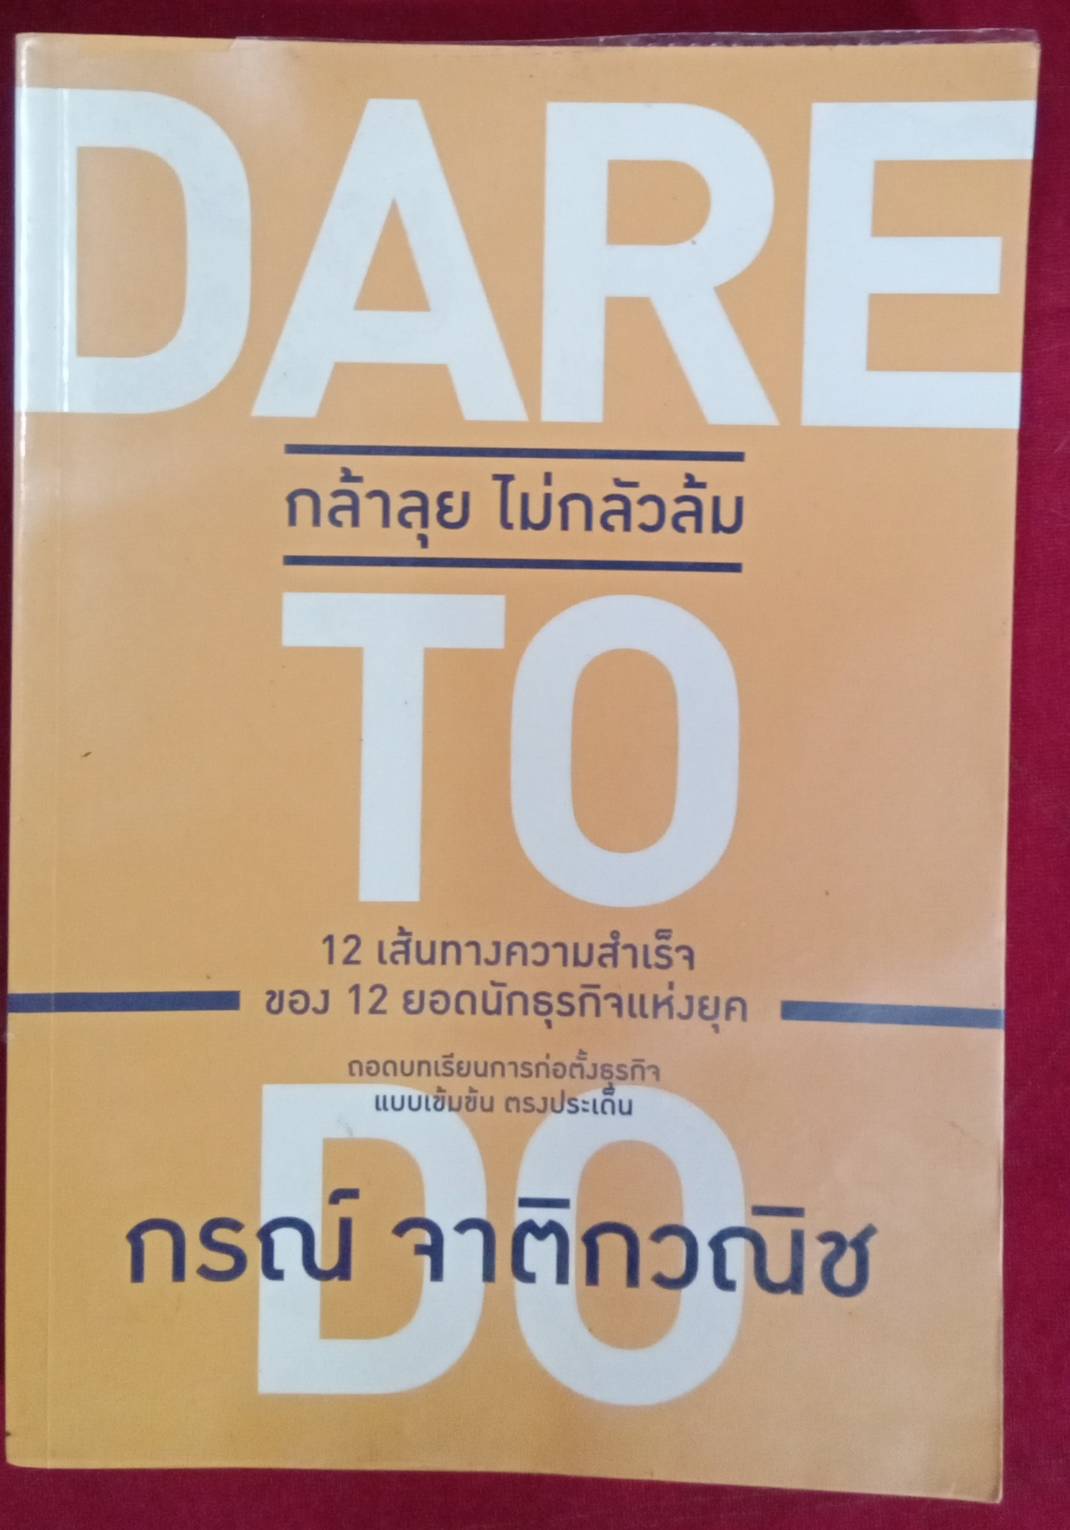 DARE
กล้าลุย ไม่กลัวล้ม
TO
12 เส้นทางความสำเร็จ
ของ 12 ยอดนักธุรกิจแห่งยุค
ถอดบทเรียนการก่อตั้งธุรกิจ
แบบเข้มข้น ตรงประเด็น
DO
กรณ์ จาติกวณิช